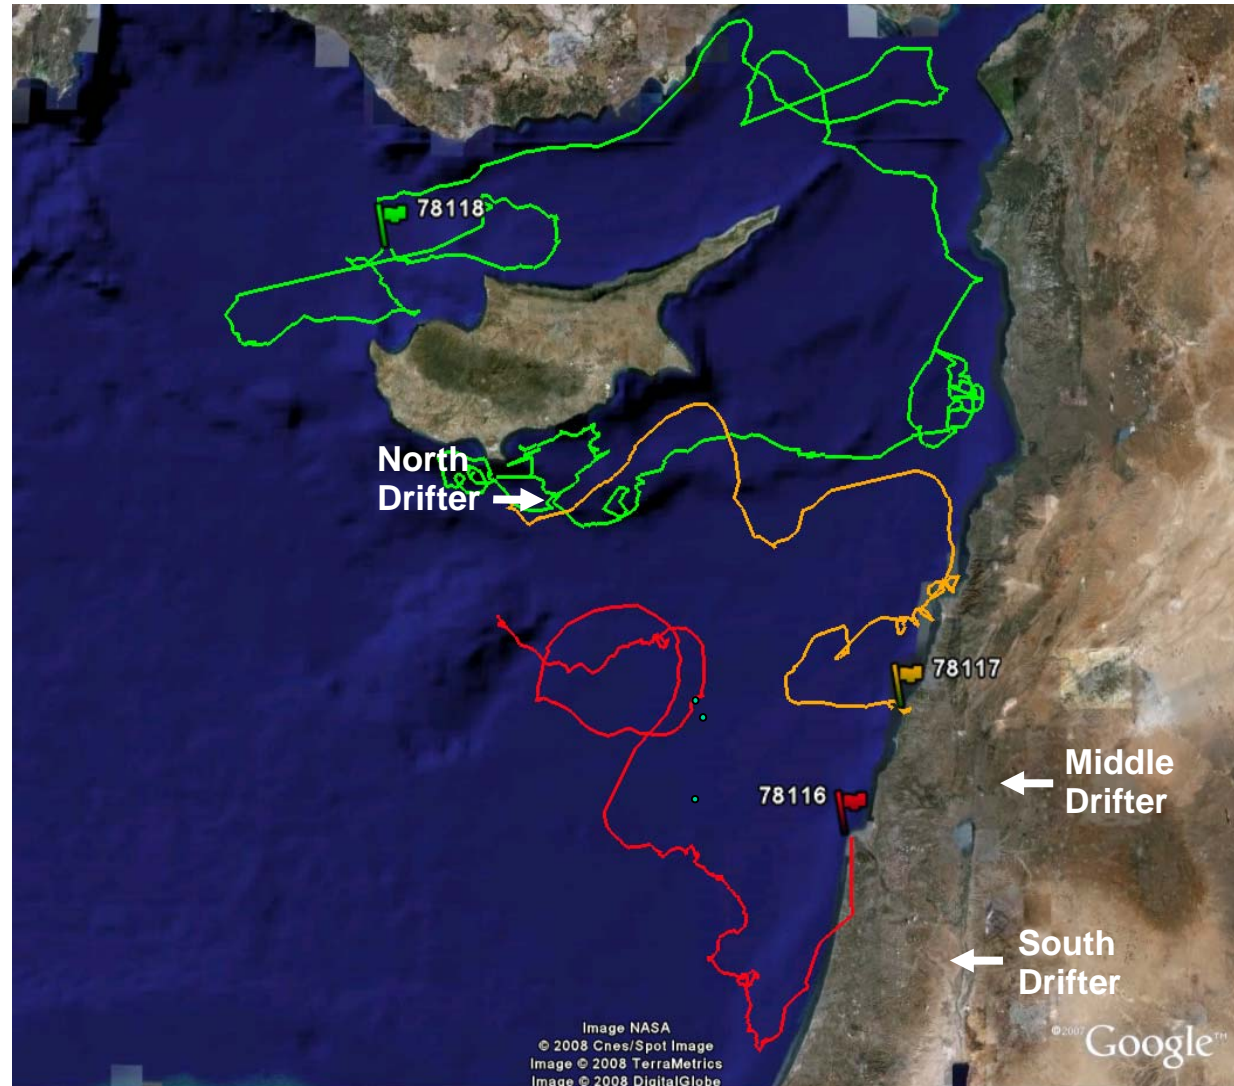 78118
North
Drifter
78117
Middle
Drifter
78116
South
Drifter
Image NASA
© 2008 Cnes/Spot Image
Image © 2008 TerraMetrics
Image © 2008 DigitalGlobe
©2007 Google™